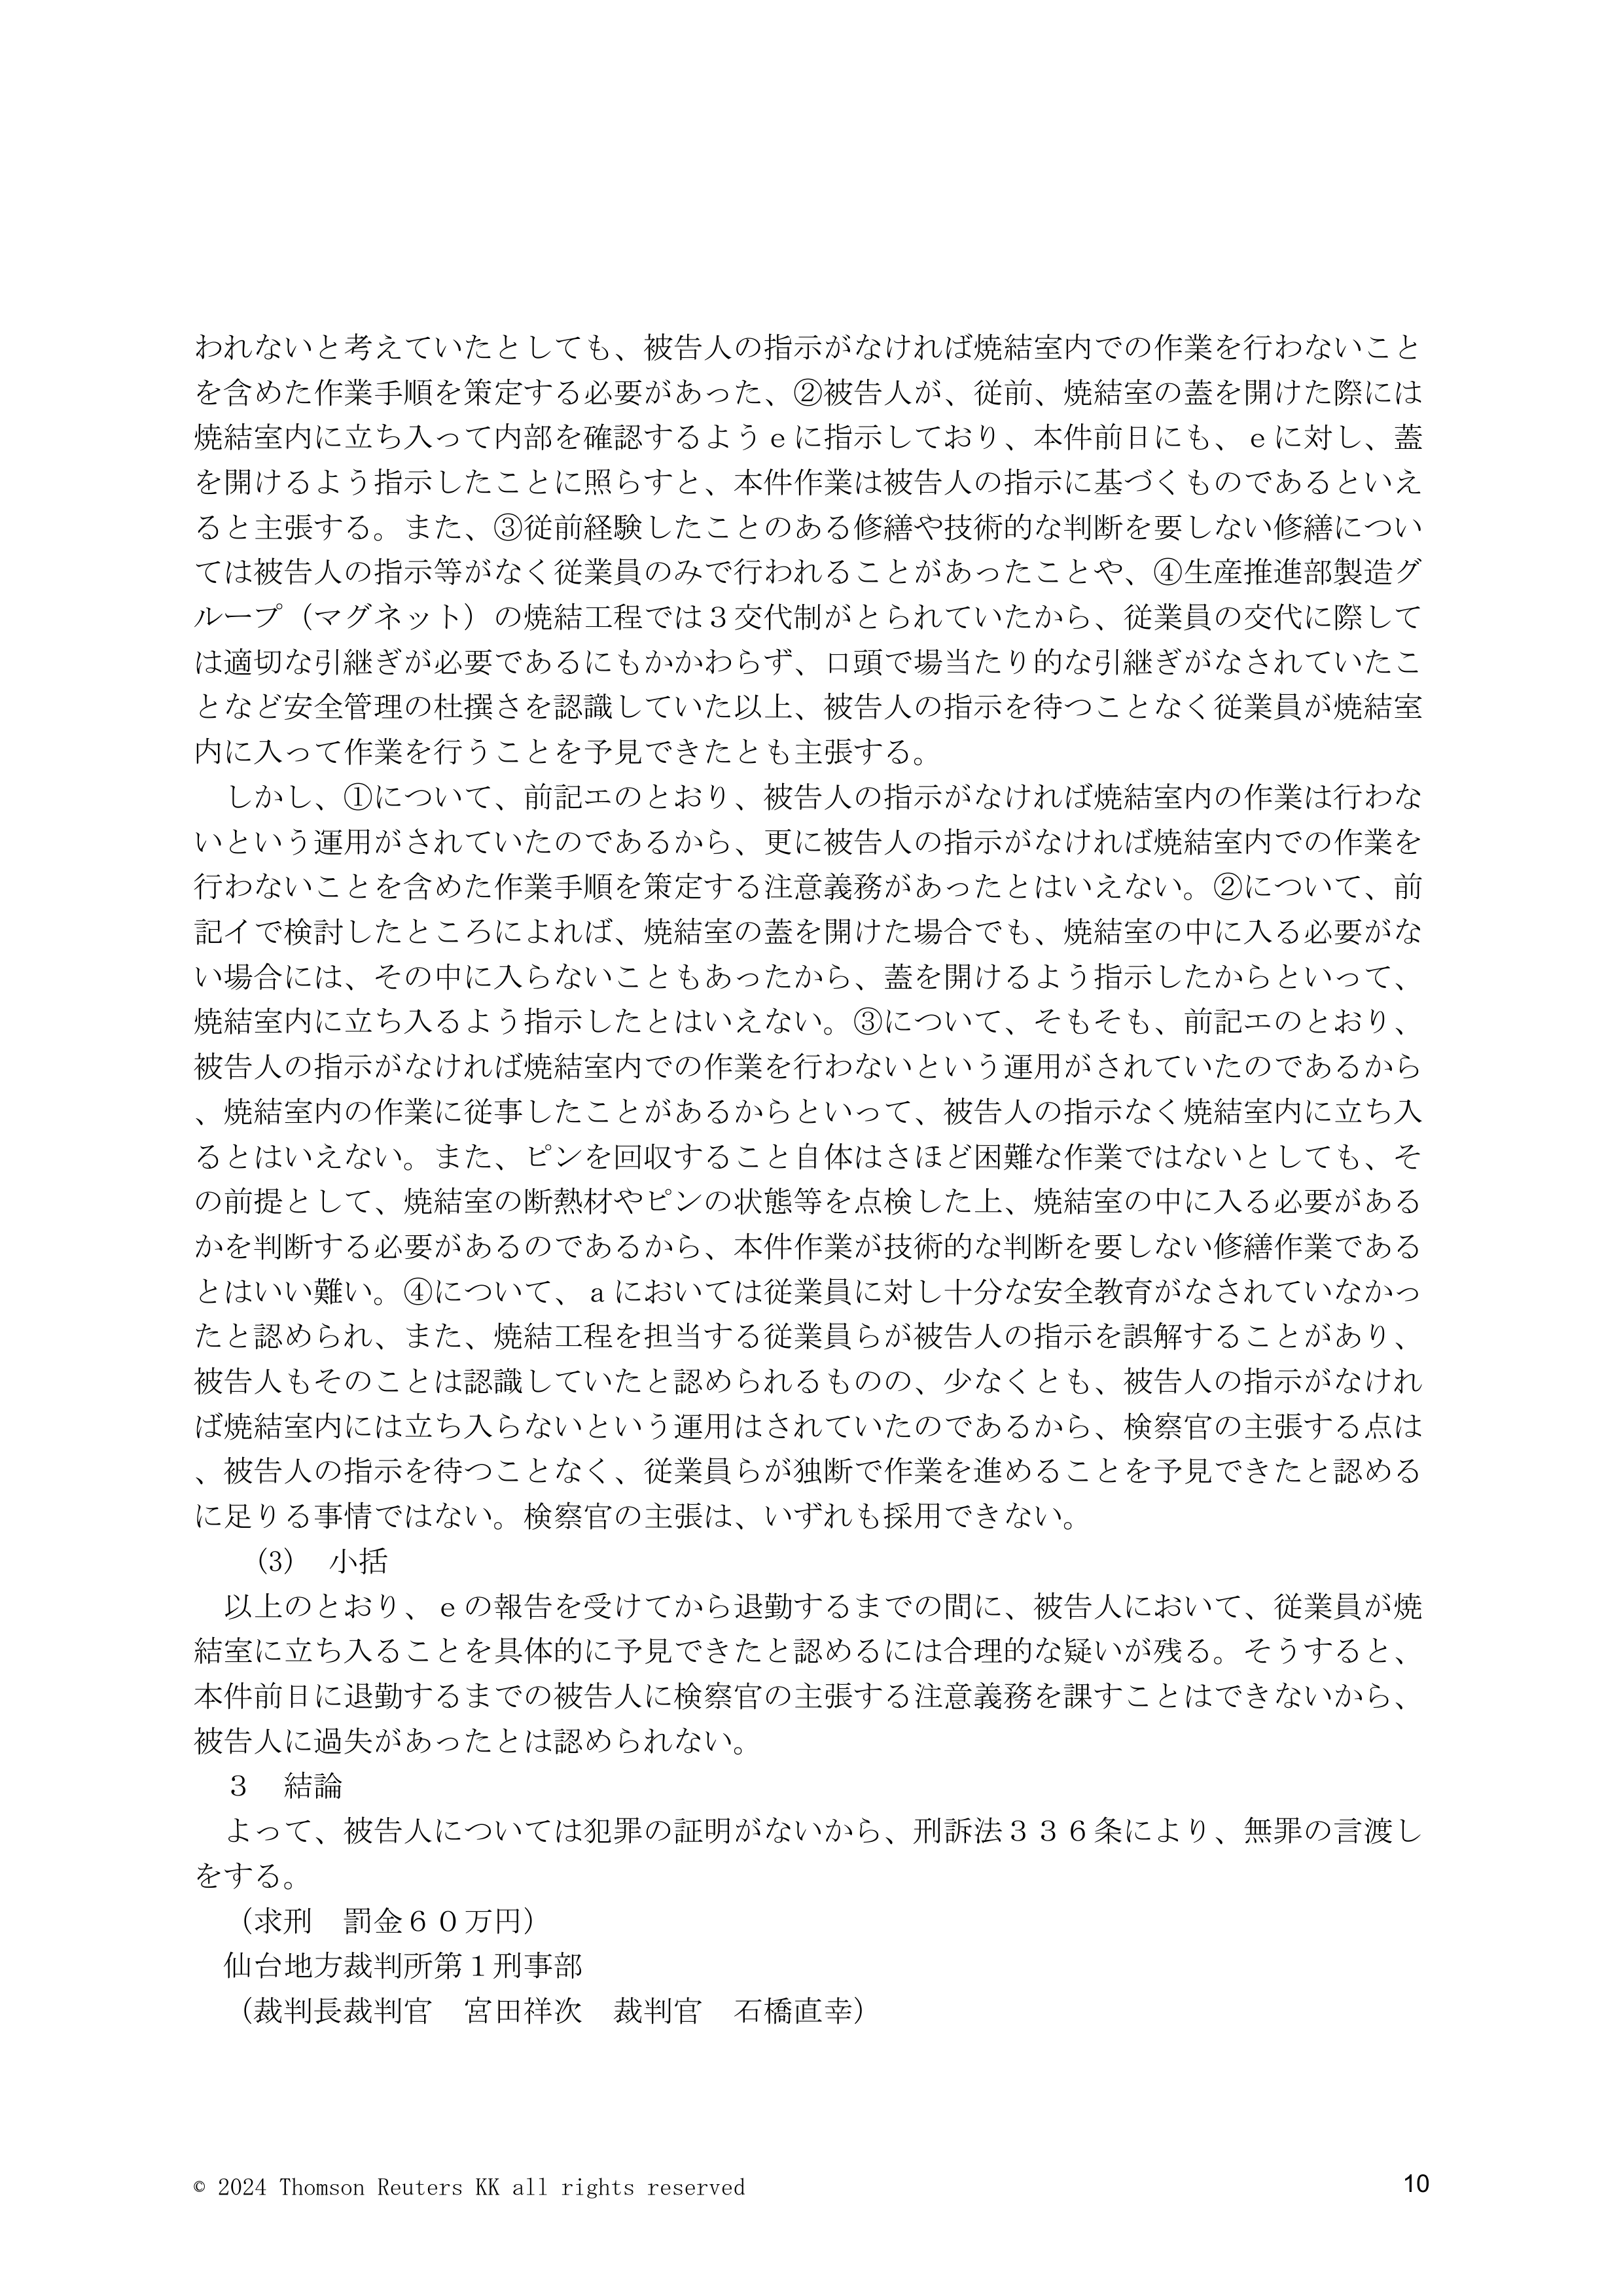 われないと考えていたとしても、被告人の指示がなければ焼結室内での作業を行わないこと
を含めた作業手順を策定する必要があった、②被告人が、従前、焼結室の蓋を開けた際には
焼結室内に立ち入って内部を確認するようｅに指示しており、本件前日にも、ｅに対し、蓋
を開けるよう指示したことに照らすと、本件作業は被告人の指示に基づくものであるといえ
ると主張する。また、③従前経験したことのある修繕や技術的な判断を要しない修繕につい
ては被告人の指示等がなく従業員のみで行われることがあったことや、④生産推進部製造グ
ループ（マグネット）の焼結工程では３交代制がとられていたから、従業員の交代に際して
は適切な引継ぎが必要であるにもかかわらず、口頭で場当たり的な引継ぎがなされていたこ
となど安全管理の杜撰さを認識していた以上、被告人の指示を待つことなく従業員が焼結室
内に入って作業を行うことを予見できたとも主張する。
　しかし、①について、前記エのとおり、被告人の指示がなければ焼結室内の作業は行わな
いという運用がされていたのであるから、更に被告人の指示がなければ焼結室内での作業を
行わないことを含めた作業手順を策定する注意義務があったとはいえない。②について、前
記イで検討したところによれば、焼結室の蓋を開けた場合でも、焼結室の中に入る必要がな
い場合には、その中に入らないこともあったから、蓋を開けるよう指示したからといって、
焼結室内に立ち入るよう指示したとはいえない。③について、そもそも、前記エのとおり、
被告人の指示がなければ焼結室内での作業を行わないという運用がされていたのであるから
、焼結室内の作業に従事したことがあるからといって、被告人の指示なく焼結室内に立ち入
るとはいえない。また、ピンを回収すること自体はさほど困難な作業ではないとしても、そ
の前提として、焼結室の断熱材やピンの状態等を点検した上、焼結室の中に入る必要がある
かを判断する必要があるのであるから、本件作業が技術的な判断を要しない修繕作業である
とはいい難い。④について、ａにおいては従業員に対し十分な安全教育がなされていなかっ
たと認められ、また、焼結工程を担当する従業員らが被告人の指示を誤解することがあり、
被告人もそのことは認識していたと認められるものの、少なくとも、被告人の指示がなけれ
ば焼結室内には立ち入らないという運用はされていたのであるから、検察官の主張する点は
、被告人の指示を待つことなく、従業員らが独断で作業を進めることを予見できたと認める
に足りる事情ではない。検察官の主張は、いずれも採用できない。
　　(3)　小括
　以上のとおり、ｅの報告を受けてから退勤するまでの間に、被告人において、従業員が焼
結室に立ち入ることを具体的に予見できたと認めるには合理的な疑いが残る。そうすると、
本件前日に退勤するまでの被告人に検察官の主張する注意義務を課すことはできないから、
被告人に過失があったとは認められない。
　３　結論
　よって、被告人については犯罪の証明がないから、刑訴法３３６条により、無罪の言渡し
をする。
　（求刑　罰金６０万円）
　仙台地方裁判所第１刑事部
　（裁判長裁判官　宮田祥次　裁判官　石橋直幸）
© 2024 Thomson Reuters KK all rights reserved
10